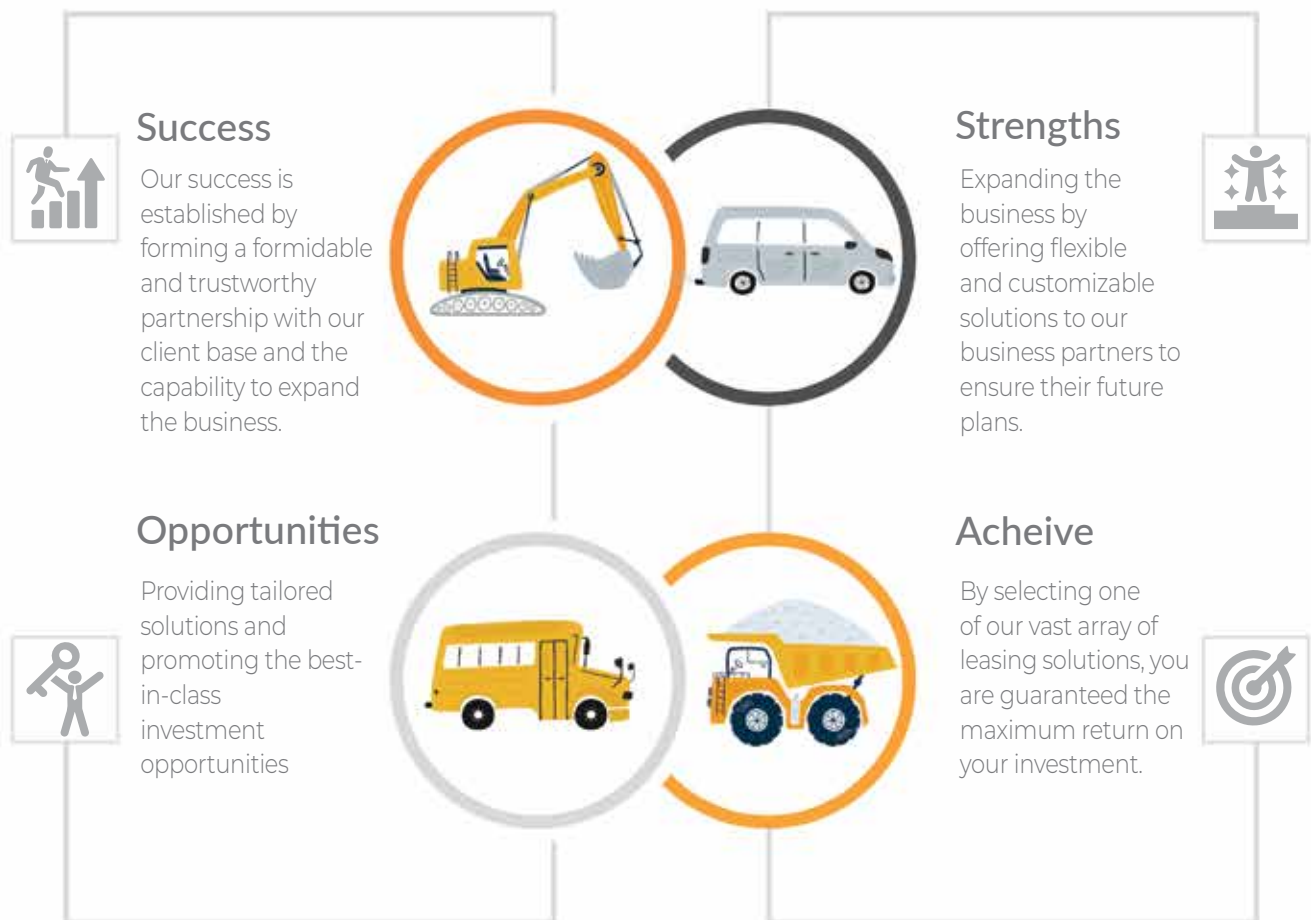 Success
Our success is
established by
forming a formidable
and trustworthy
partnership with our
client base and the
capability to expand
the business.
Strengths
Expanding the
business by
offering flexible
and customizable
solutions to our
business partners to
ensure their future
plans.
Opportunities
Providing tailored
solutions and
promoting the best-
in-class
investment
opportunities
Acheive
By selecting one
of our vast array of
leasing solutions, you
are guaranteed the
maximum return on
your investment.